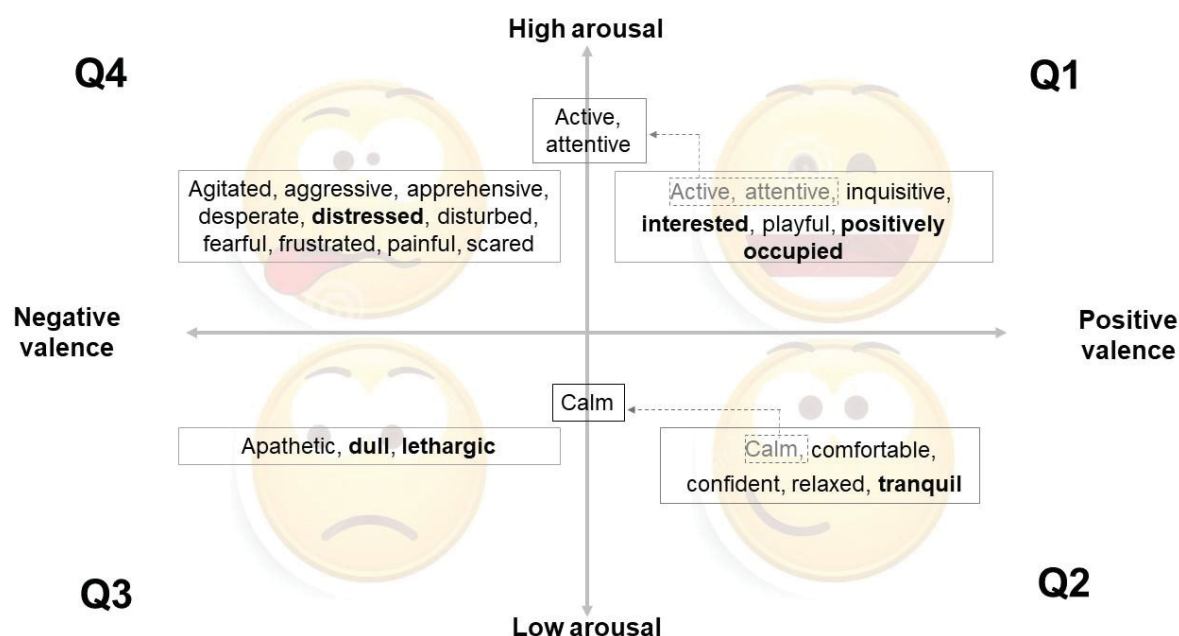 High arousal
Q4
Q1
Active,
attentive
Agitated, aggressive, apprehensive,
desperate, distressed, disturbed,
fearful, frustrated, painful, scared
Active, attentive, inquisitive,
interested, playful, positively
occupied
Negative
valence
Positive
valence
Calm
Apathetic, dull, lethargic
Calm, comfortable,
confident, relaxed, tranquil
Q3
Q2
Low arousal